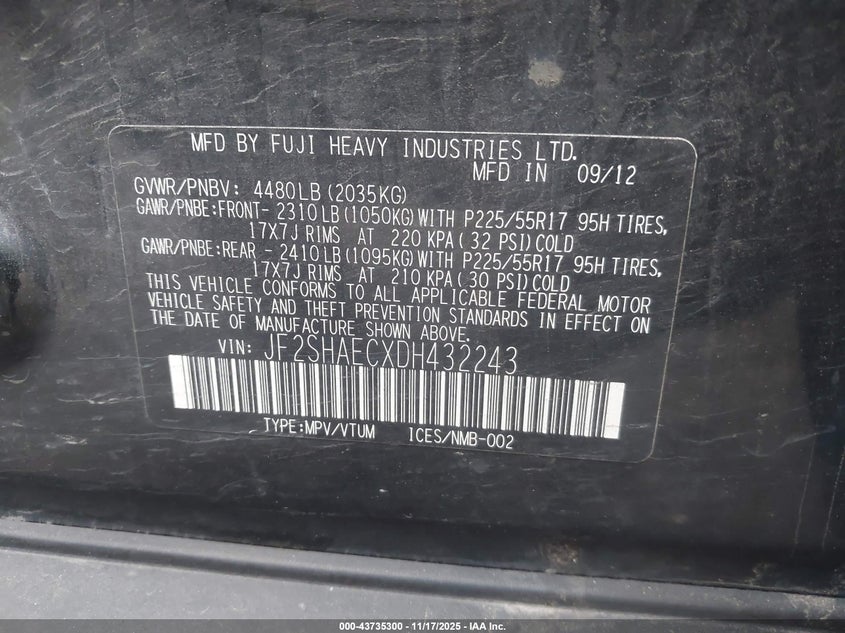 MFD BY FUJI HEAVY INDUSTRIES LTD.
MFD IN 09/12
GVWR/PNBV: 4480LB (2035KG)
GAWR/PNBE:FRONT- 2310LB (1050KG) WITH P225/55R17 95H TIRES,
17X7J RIMS AT 220 KPA (32 PSI) COLD
GAWR/PNBE:REAR - 2410LB (1095KG) WITH P225/55R17 95H TIRES,
17X7J RIMS AT 210 KPA (30 PSI) COLD
THIS VEHICLE CONFORMS TO ALL APPLICABLE FEDERAL MOTOR
VEHICLE SAFETY AND THEFT PREVENTION STANDARDS IN EFFECT ON
THE DATE OF MANUFACTURE SHOWN ABOVE.
VIN: JF2SHAECXDH432243
TYPE:MPV/VTUM ICES/NMB-002
000-43735300 - 11/17/2025 - IAA Inc.